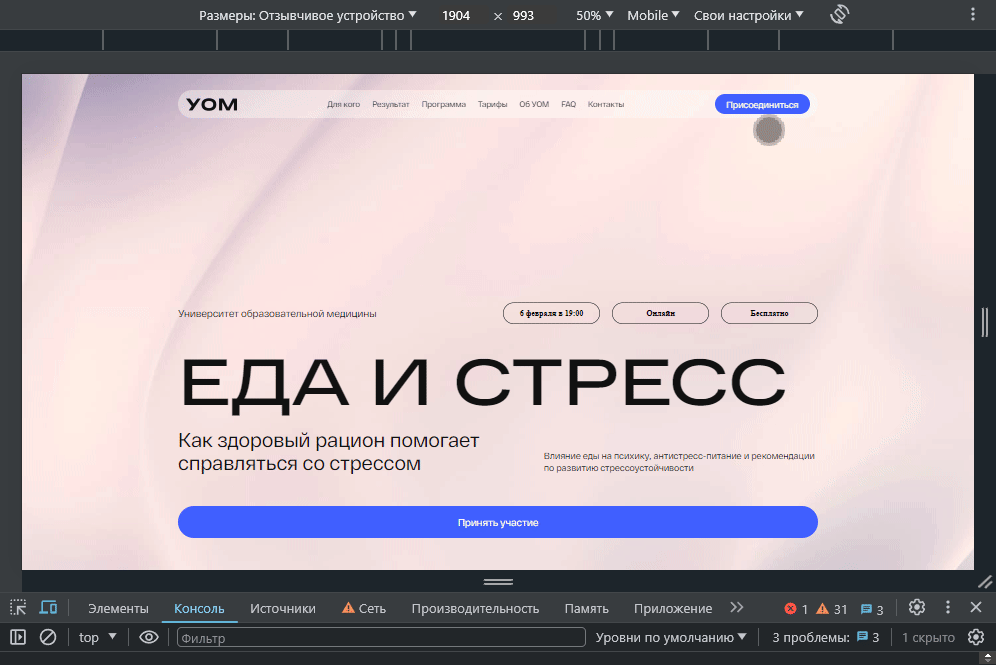 Размеры: Отзывчивое устройство 1904 × 993 50% Mobile Свои настройки
УОМ Для кого Результат Программа Тарифы Об УОМ FAQ Контакты Присоединиться
Университет образовательной медицины 6 февраля в 19:00 Онлайн Бесплатно
ЕДА И СТРЕСС
Как здоровый рацион помогает
справляться со стрессом
Влияние еды на психику, антистресс-питание и рекомендации
по развитию стрессоустойчивости
Принять участие
Элементы Консоль Источники Сеть Производительность Память Приложение 1 31 3
top Фильтр Уровни по умолчанию 3 проблемы: 3 1 скрыто